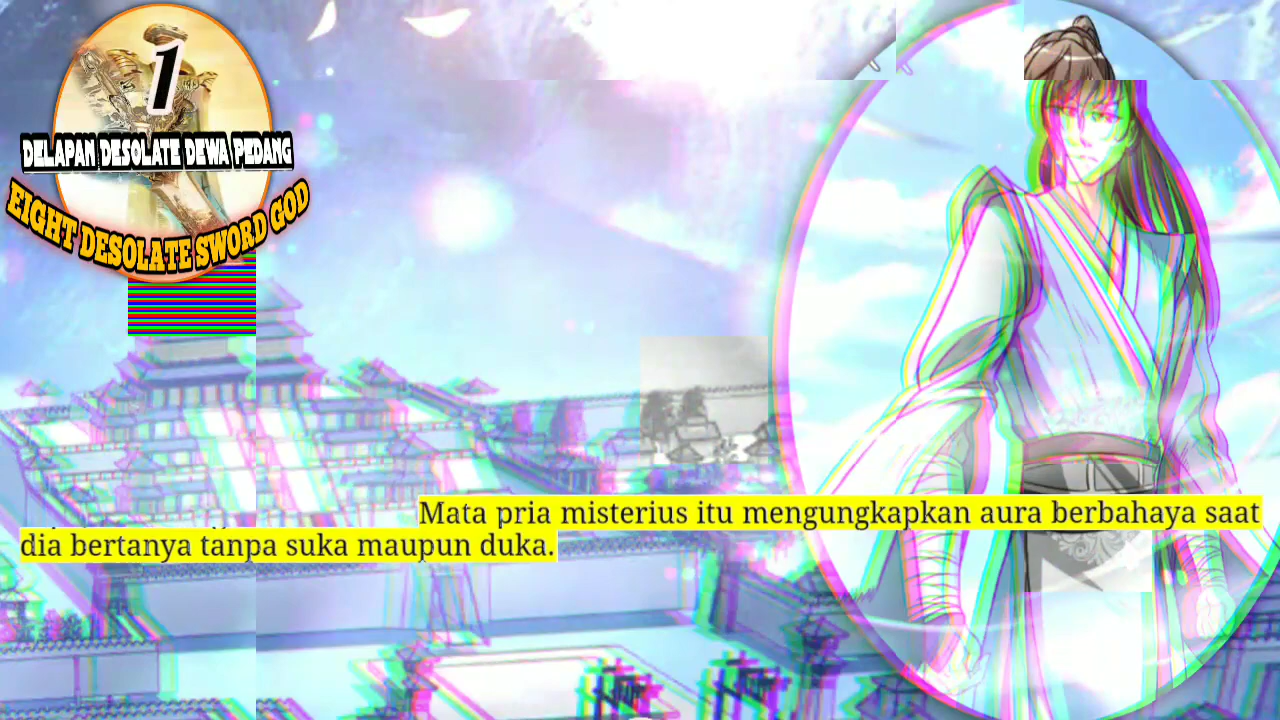 1
DELAPAN DESOLATE DEWA PEDANG
EIGHT DESOLATE SWORD GOD
Mata pria misterius itu mengungkapkan aura berbahaya saat
dia bertanya tanpa suka maupun duka.